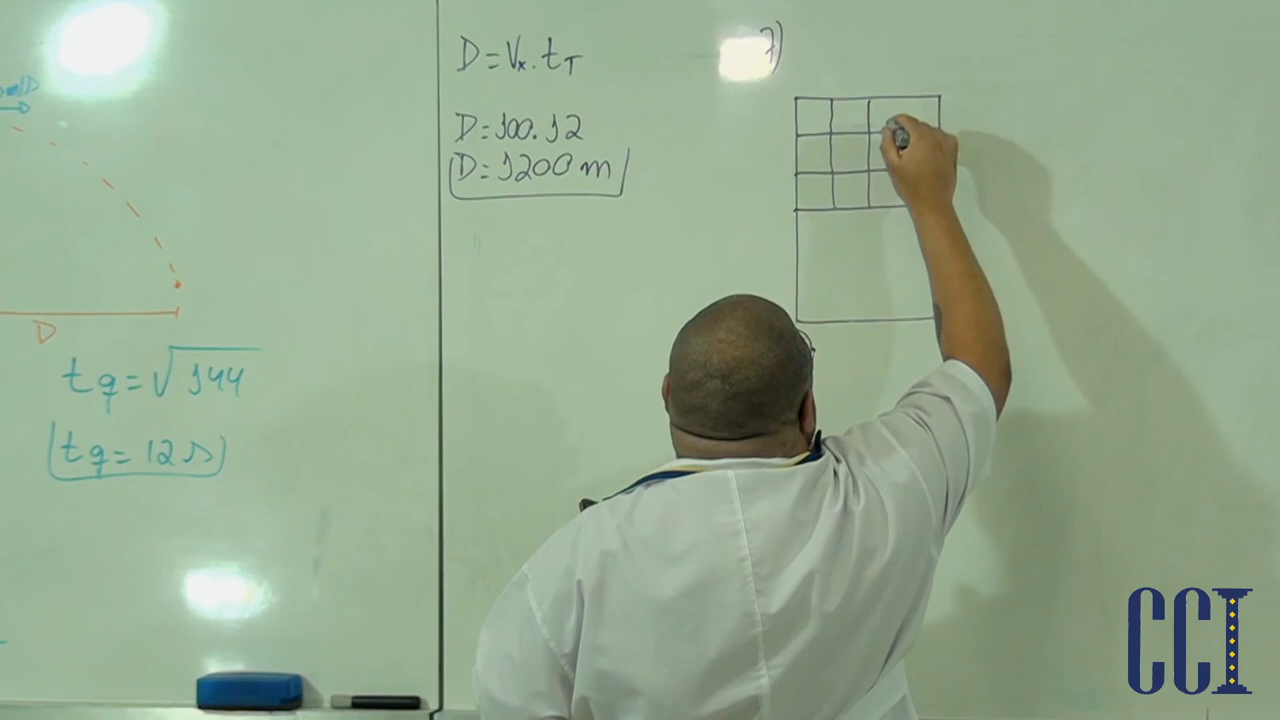 D
tq = √144
tq = 12 s
D = Vx . tT
D = 100 . 12
D = 1200 m
7)
CCI